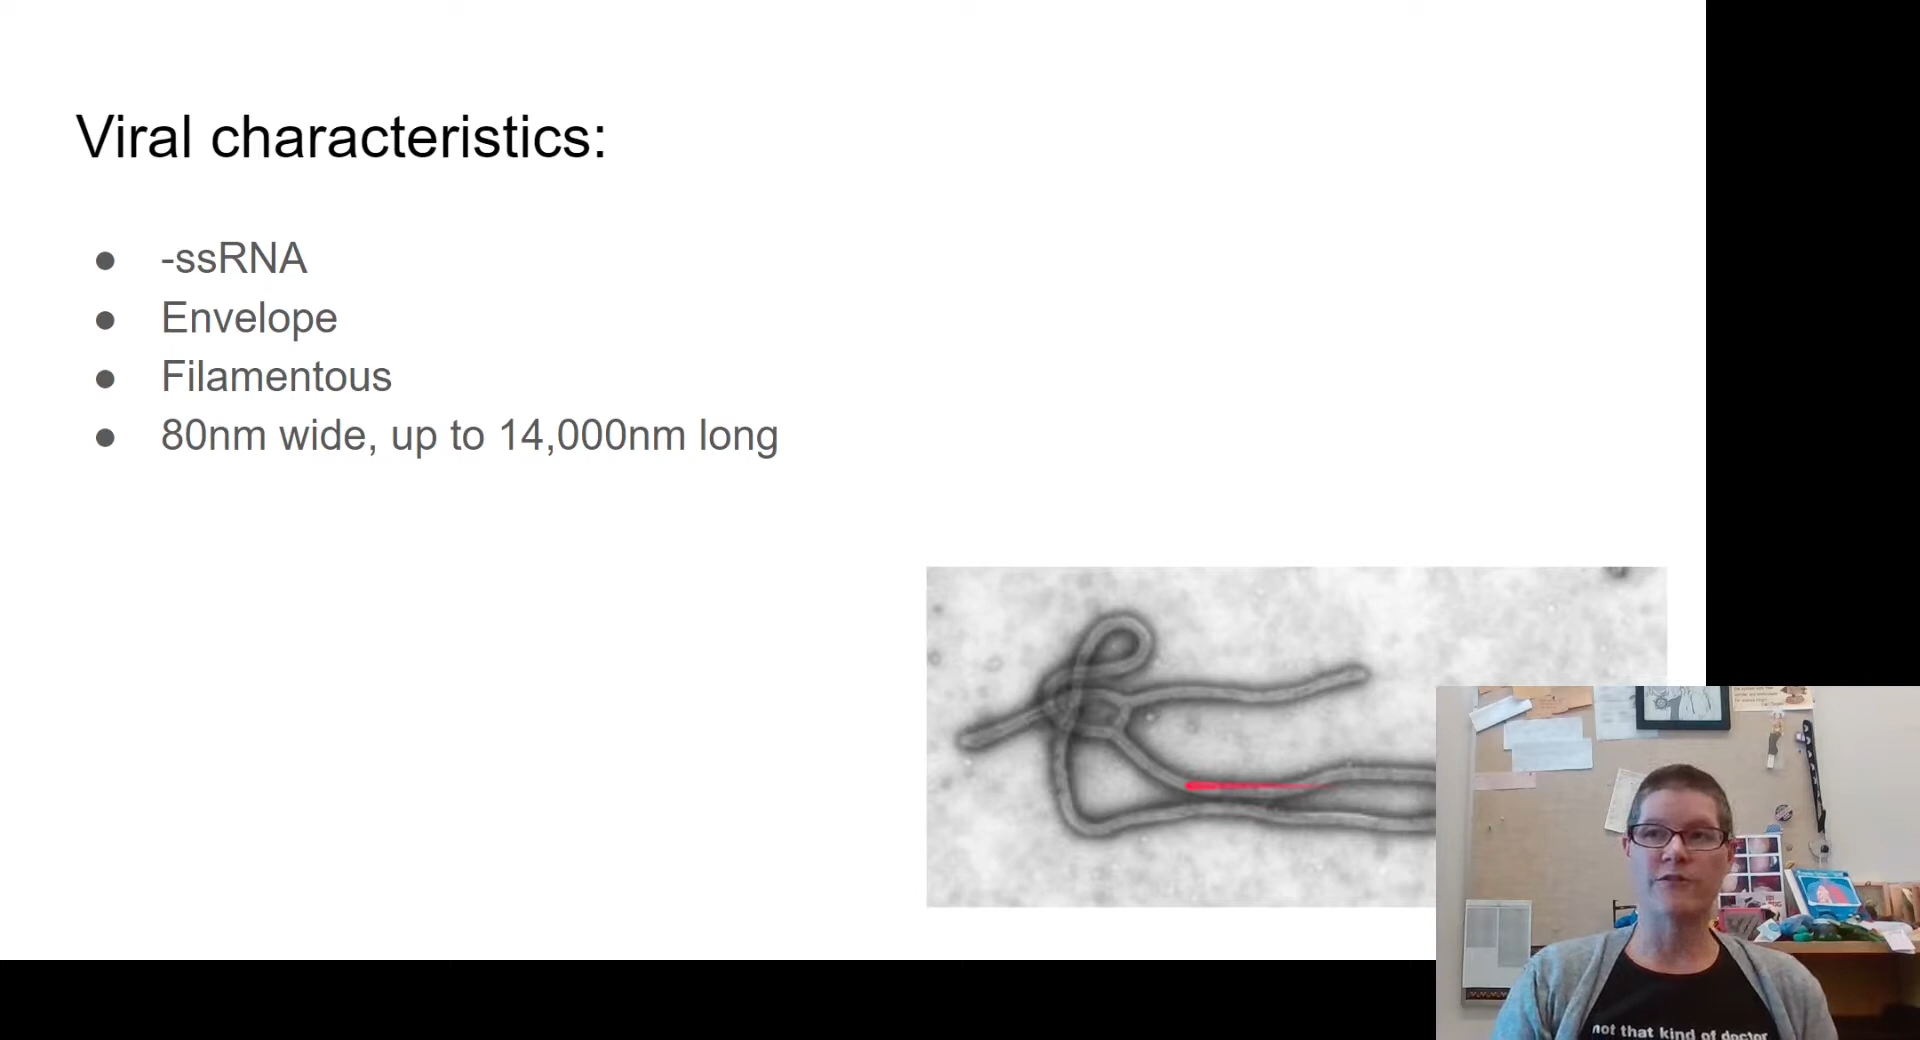 Viral characteristics:
● -ssRNA
● Envelope
● Filamentous
● 80nm wide, up to 14,000nm long
not that kind of doctor